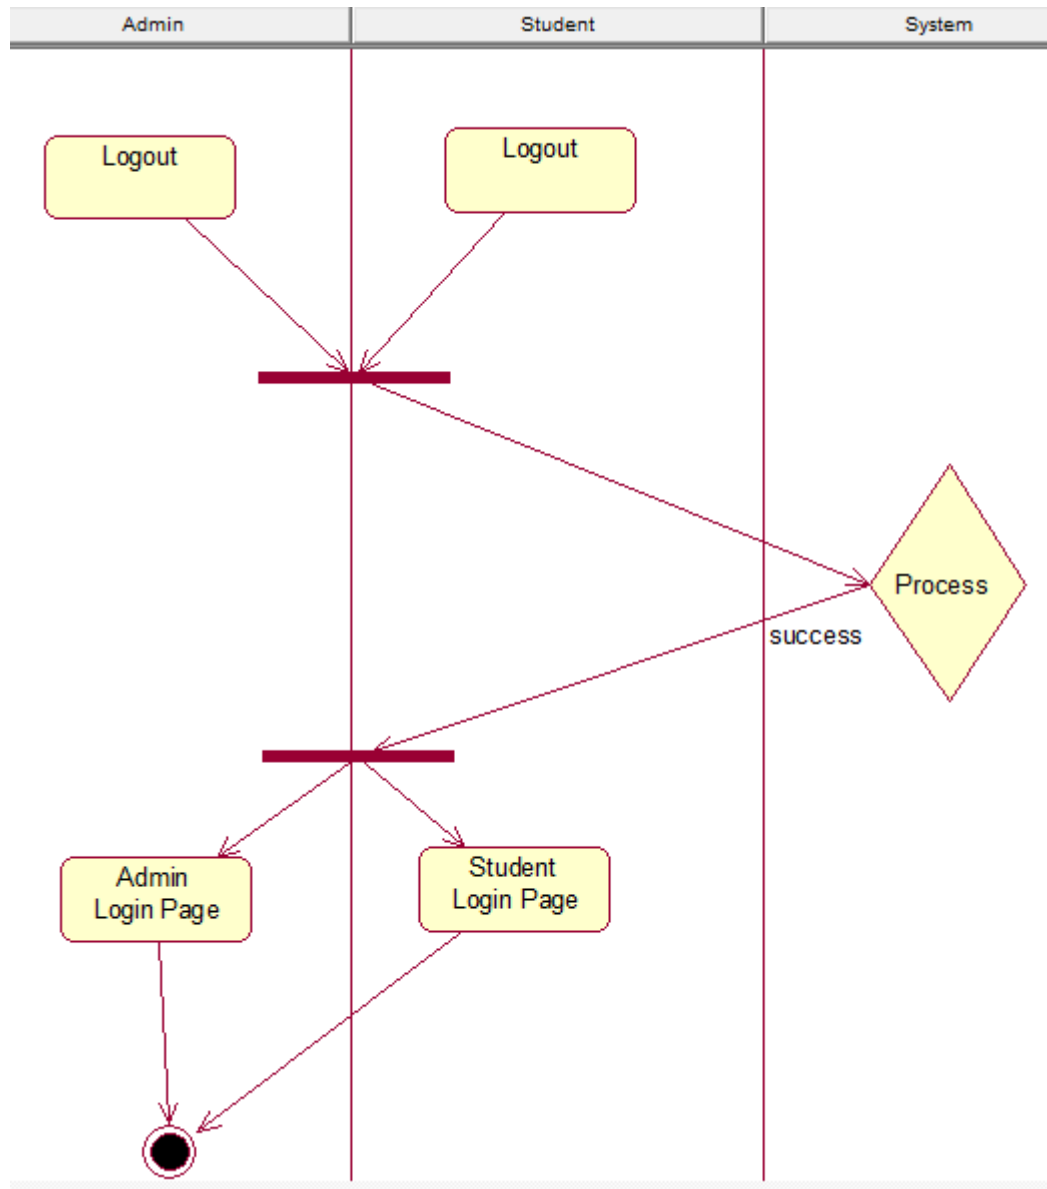 Admin
Student
System
Logout
Logout
Process
success
Admin
Login Page
Student
Login Page